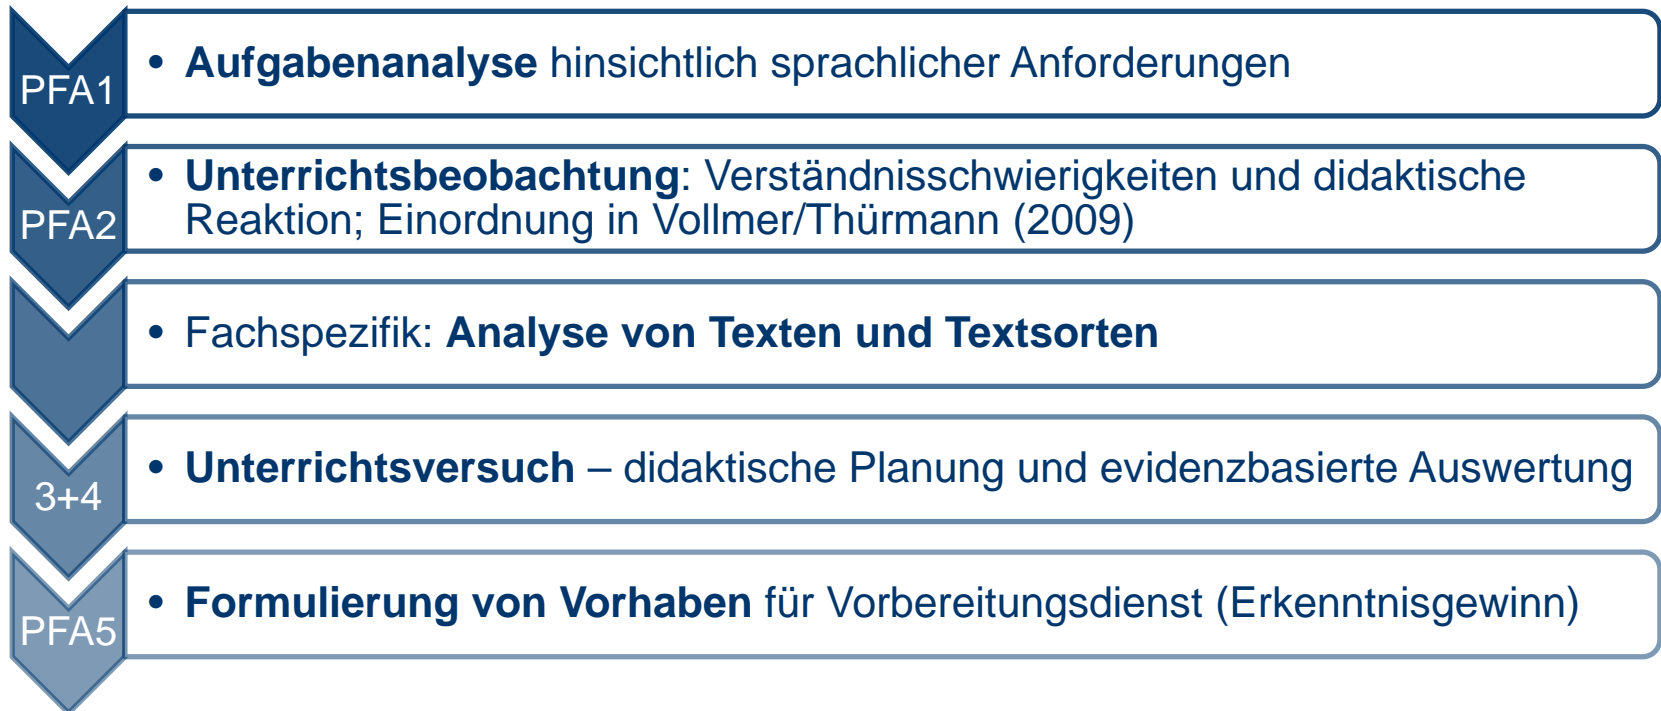 PFA1
• Aufgabenanalyse hinsichtlich sprachlicher Anforderungen
PFA2
• Unterrichtsbeobachtung: Verständnisschwierigkeiten und didaktische
Reaktion; Einordnung in Vollmer/Thürmann (2009)
• Fachspezifik: Analyse von Texten und Textsorten
3+4
• Unterrichtsversuch – didaktische Planung und evidenzbasierte Auswertung
PFA5
• Formulierung von Vorhaben für Vorbereitungsdienst (Erkenntnisgewinn)